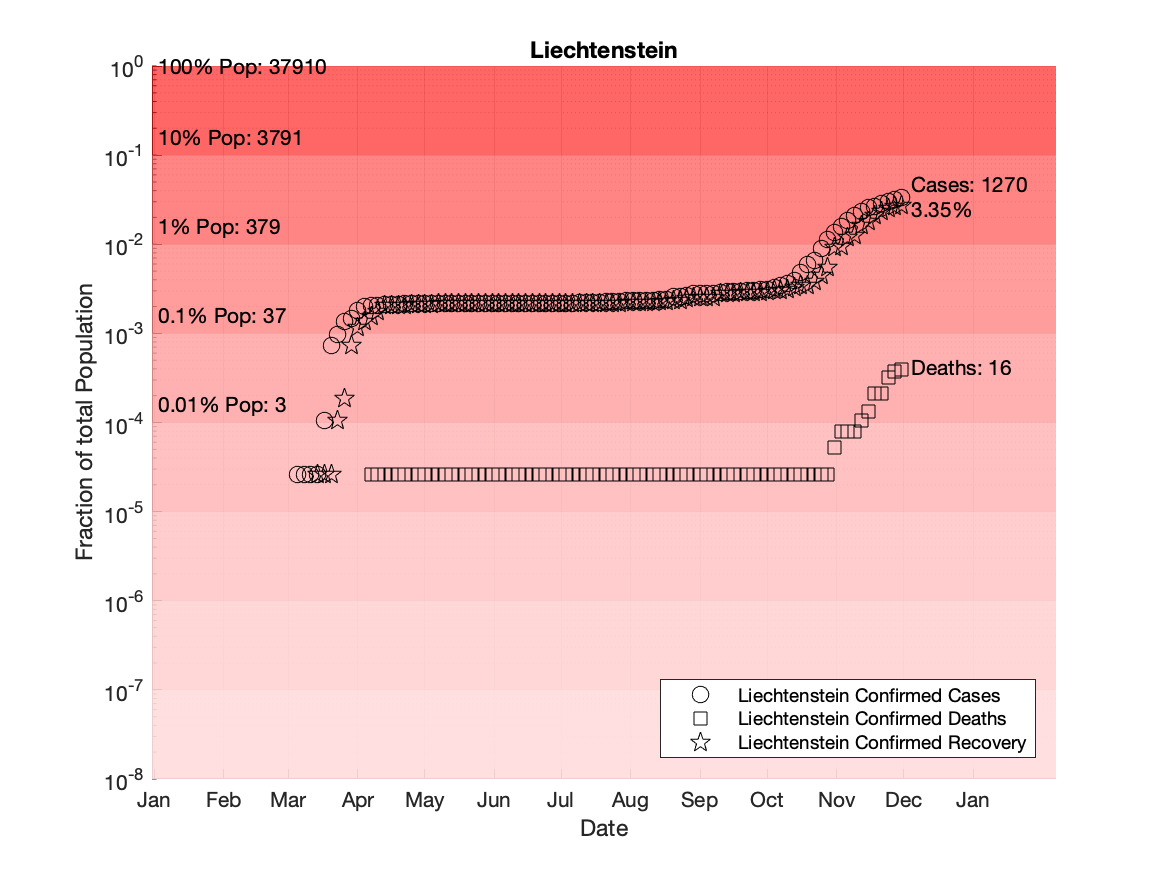 Liechtenstein
10^0
100% Pop: 37910
10% Pop: 3791
10^-1
Cases: 1270
3.35%
1% Pop: 379
10^-2
0.1% Pop: 37
10^-3
Deaths: 16
0.01% Pop: 3
10^-4
10^-5
10^-6
10^-7
10^-8
Fraction of total Population
Liechtenstein Confirmed Cases
Liechtenstein Confirmed Deaths
Liechtenstein Confirmed Recovery
Jan Feb Mar Apr May Jun Jul Aug Sep Oct Nov Dec Jan
Date